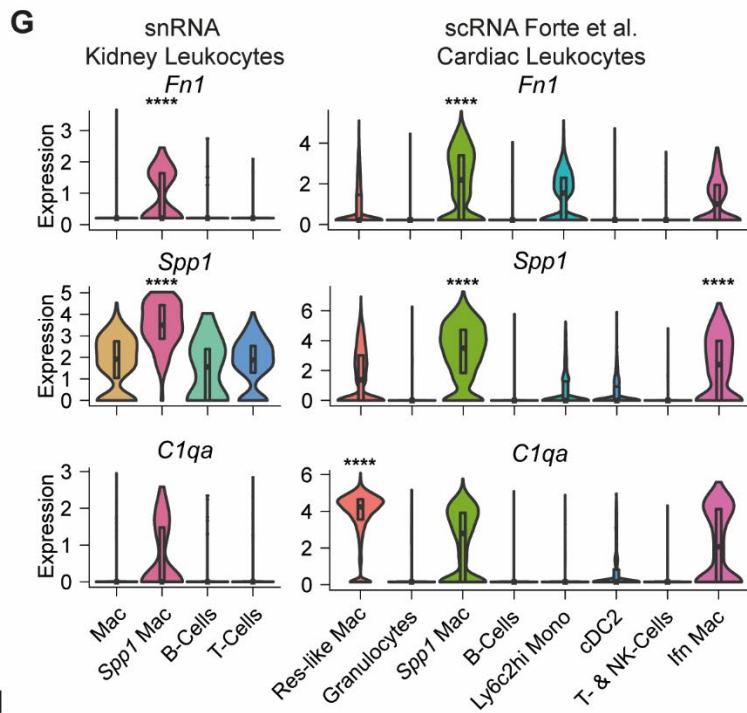 G
snRNA
Kidney Leukocytes
scRNA Forte et al.
Cardiac Leukocytes
Fn1
Fn1
****
****
Expression
3
2
1
0
4
2
0
Spp1
Spp1
****
****
****
Expression
5
4
3
2
1
0
6
4
2
0
C1qa
C1qa
****
Expression
3
2
1
0
6
4
2
0
Mac
Spp1 Mac
B-Cells
T-Cells
Res-like Mac
Granulocytes
Spp1 Mac
B-Cells
Ly6c2hi Mono
cDC2
T- & NK-Cells
Ifn Mac